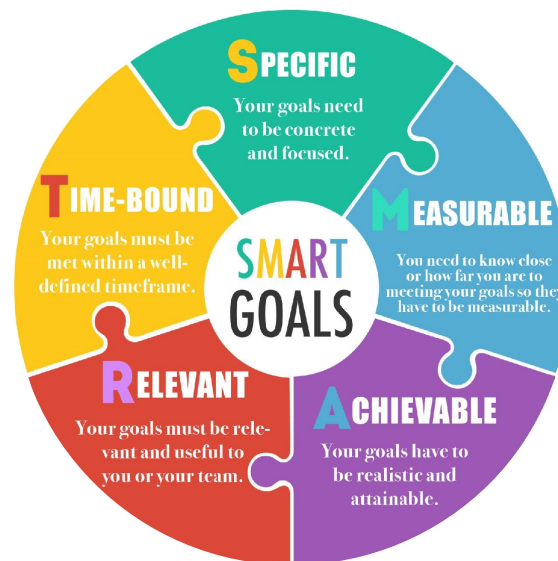 SPECIFIC
Your goals need
to be concrete
and focused.
MEASURABLE
You need to know close
or how far you are to
meeting your goals so they
have to be measurable.
ACHIEVABLE
Your goals have to
be realistic and
attainable.
RELEVANT
Your goals must be rele-
vant and useful to
you or your team.
TIME-BOUND
Your goals must be
met within a well-
defined timeframe.
SMART
GOALS